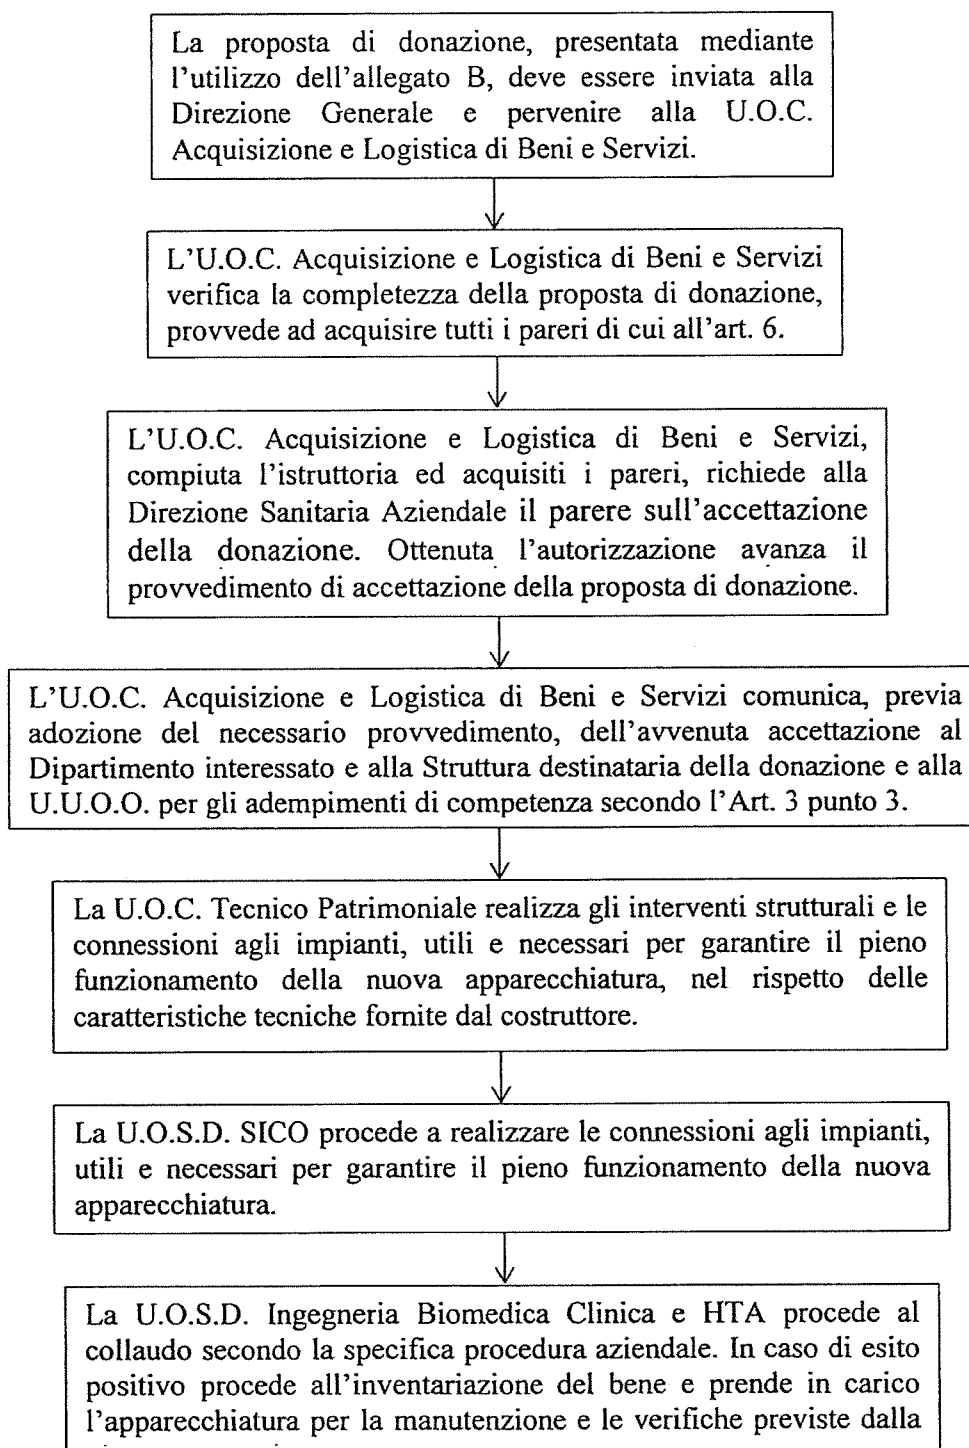 La proposta di donazione, presentata mediante
l'utilizzo dell'allegato B, deve essere inviata alla
Direzione Generale e pervenire alla U.O.C.
Acquisizione e Logistica di Beni e Servizi.
L'U.O.C. Acquisizione e Logistica di Beni e Servizi
verifica la completezza della proposta di donazione,
provvede ad acquisire tutti i pareri di cui all'art. 6.
L'U.O.C. Acquisizione e Logistica di Beni e Servizi,
compiuta l'istruttoria ed acquisiti i pareri, richiede alla
Direzione Sanitaria Aziendale il parere sull'accettazione
della donazione. Ottenuta l'autorizzazione avanza il
provvedimento di accettazione della proposta di donazione.
L'U.O.C. Acquisizione e Logistica di Beni e Servizi comunica, previa
adozione del necessario provvedimento, dell'avvenuta accettazione al
Dipartimento interessato e alla Struttura destinataria della donazione e alla
U.U.O.O. per gli adempimenti di competenza secondo l'Art. 3 punto 3.
La U.O.C. Tecnico Patrimoniale realizza gli interventi strutturali e le
connessioni agli impianti, utili e necessari per garantire il pieno
funzionamento della nuova apparecchiatura, nel rispetto delle
caratteristiche tecniche fornite dal costruttore.
La U.O.S.D. SICO procede a realizzare le connessioni agli impianti,
utili e necessari per garantire il pieno funzionamento della nuova
apparecchiatura.
La U.O.S.D. Ingegneria Biomedica Clinica e HTA procede al
collaudo secondo la specifica procedura aziendale. In caso di esito
positivo procede all'inventariazione del bene e prende in carico
l'apparecchiatura per la manutenzione e le verifiche previste dalla